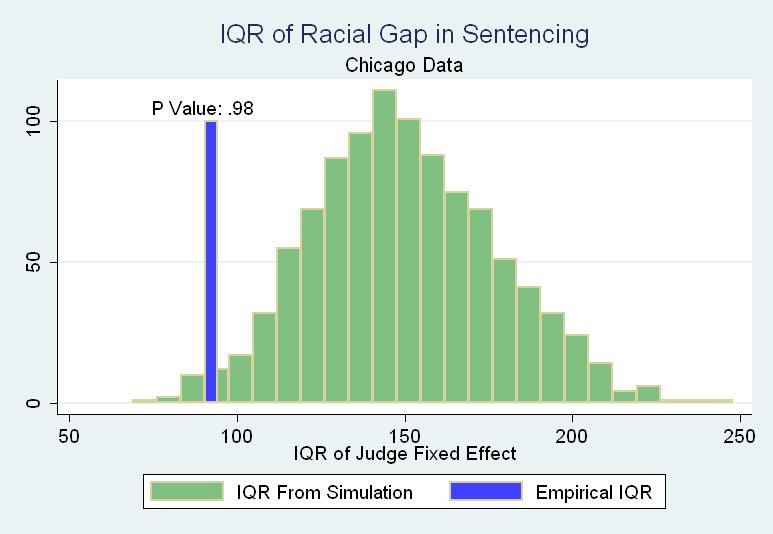 IQR of Racial Gap in Sentencing
Chicago Data
P Value: .98
100
50
0
50 100 150 200 250
IQR of Judge Fixed Effect
IQR From Simulation Empirical IQR